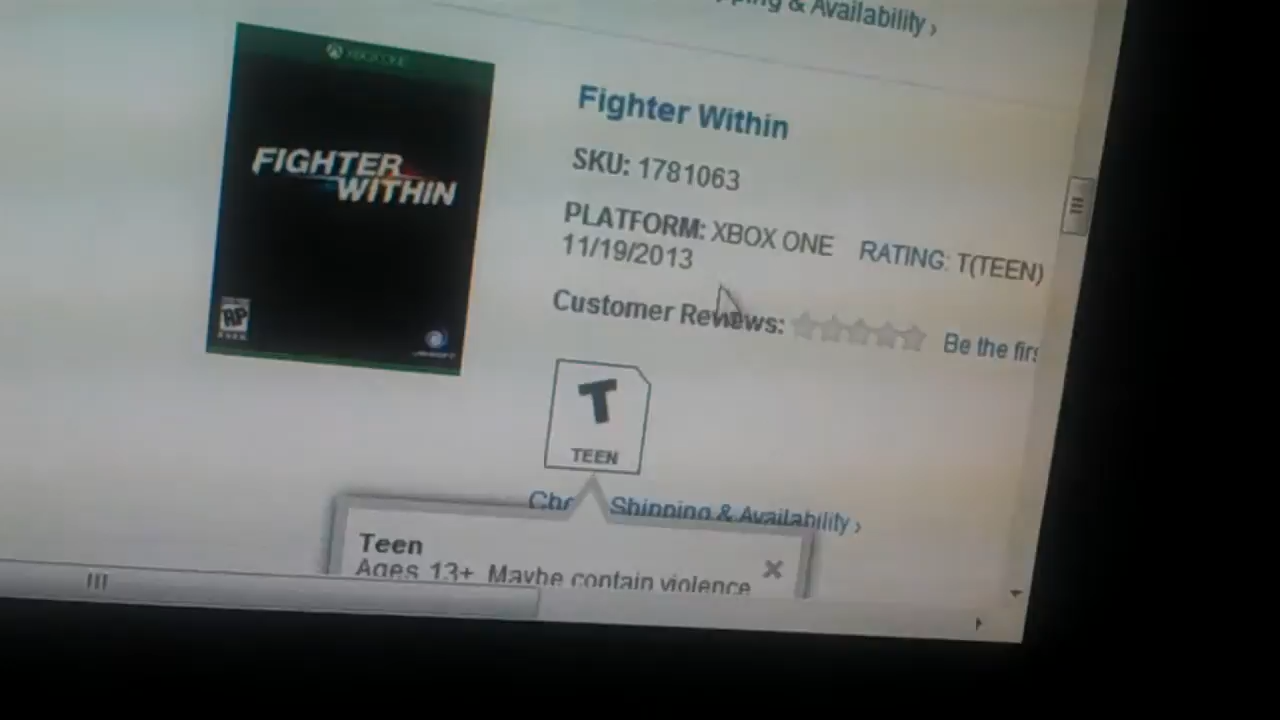 & Availability ›
XBOX ONE
FIGHTER
WITHIN
RP
UBISOFT
Fighter Within
SKU: 1781063
PLATFORM: XBOX ONE RATING: T(TEEN)
11/19/2013
Customer Reviews: Be the
T
TEEN
Shipping & Availability ›
Teen
Ages 13+ Maybe contain violence